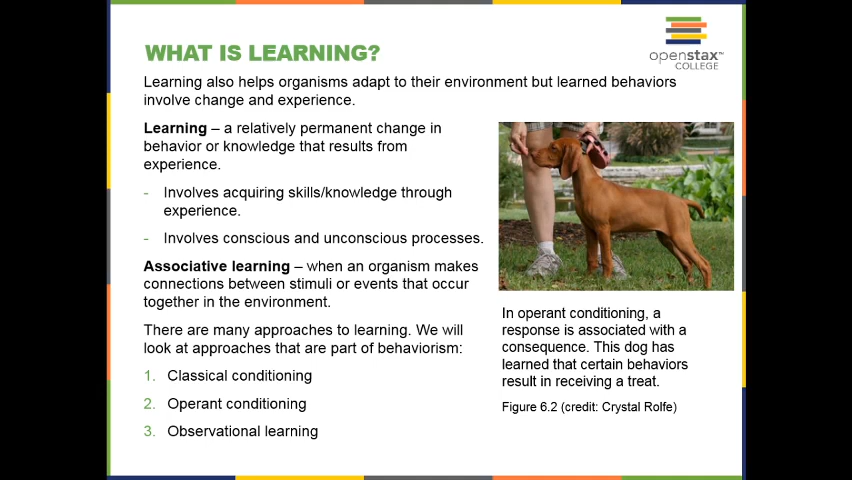 WHAT IS LEARNING?
openstax™
COLLEGE
Learning also helps organisms adapt to their environment but learned behaviors
involve change and experience.
Learning – a relatively permanent change in
behavior or knowledge that results from
experience.
- Involves acquiring skills/knowledge through
experience.
- Involves conscious and unconscious processes.
Associative learning – when an organism makes
connections between stimuli or events that occur
together in the environment.
There are many approaches to learning. We will
look at approaches that are part of behaviorism:
1. Classical conditioning
2. Operant conditioning
3. Observational learning
In operant conditioning, a
response is associated with a
consequence. This dog has
learned that certain behaviors
result in receiving a treat.
Figure 6.2 (credit: Crystal Rolfe)